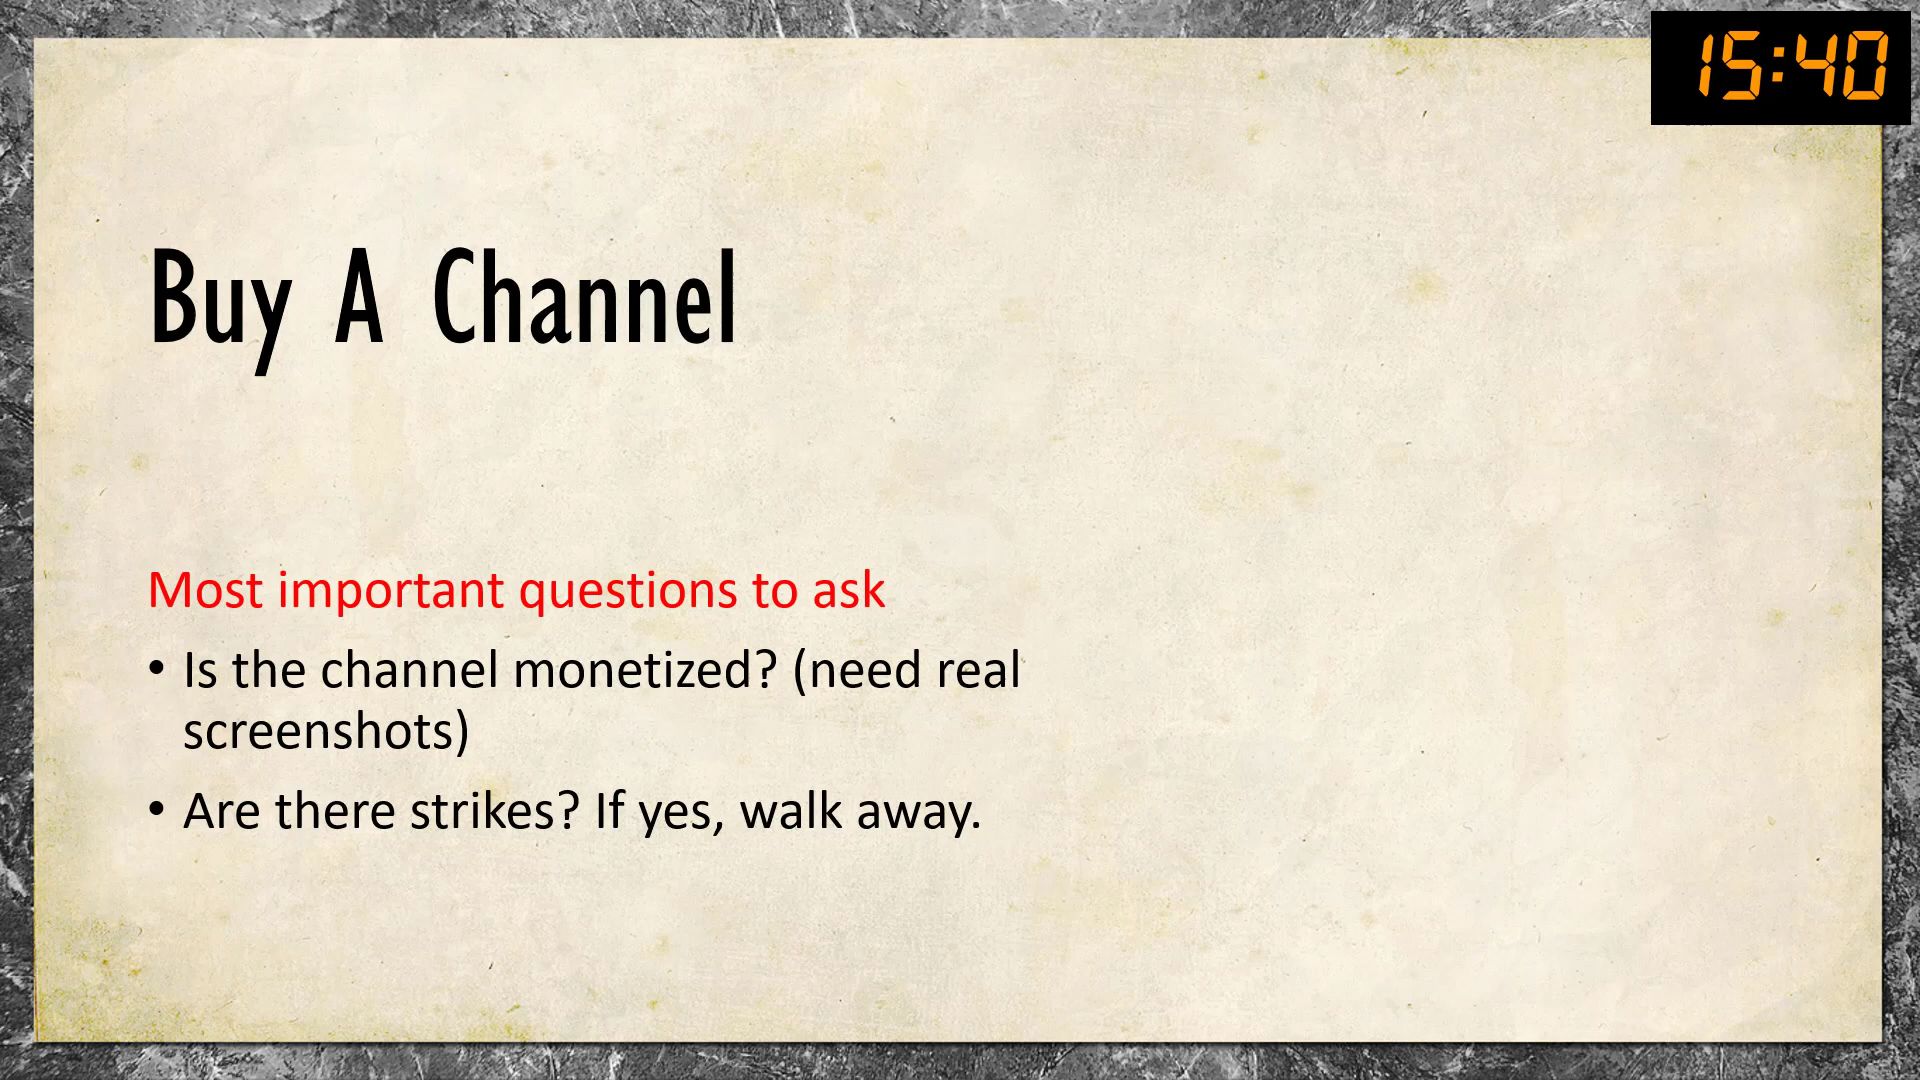 15:40
Buy A Channel
Most important questions to ask
• Is the channel monetized? (need real
screenshots)
• Are there strikes? If yes, walk away.